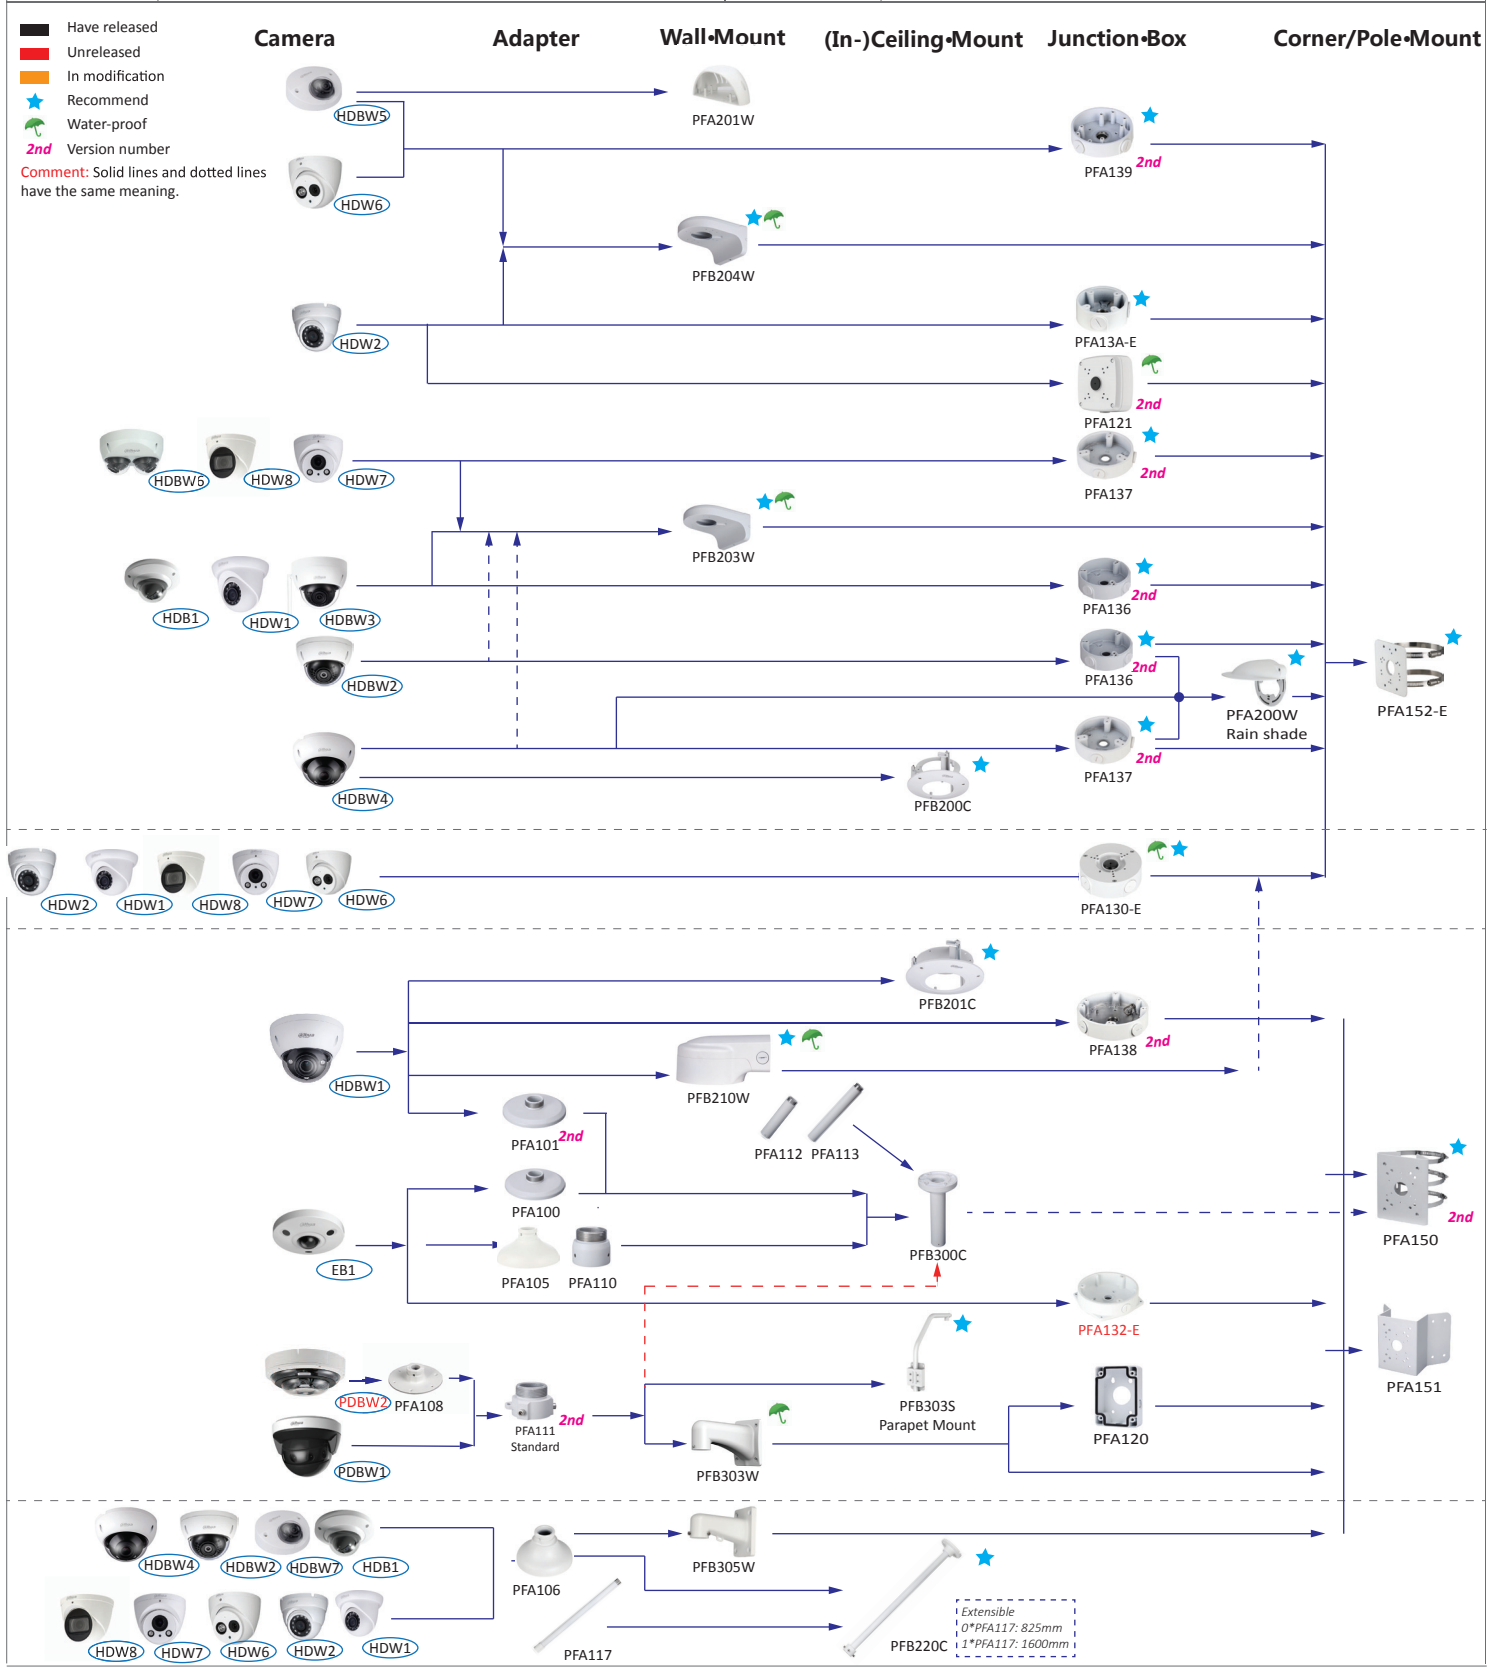 Have released
Unreleased
In modification
Recommend
Water-proof
2nd Version number
Comment: Solid lines and dotted lines
have the same meaning.
Camera
Adapter
Wall•Mount
(In-)Ceiling•Mount
Junction•Box
Corner/Pole•Mount
HDBW5
PFA201W
2nd
PFA139
HDW6
PFB204W
HDW2
PFA13A-E
2nd
PFA121
HDBW6
HDW8
HDW7
2nd
PFA137
PFB203W
HDB1
HDW1
HDBW3
2nd
PFA136
HDBW2
2nd
PFA136
PFA200W
Rain shade
PFA152-E
HDBW4
PFB200C
2nd
PFA137
HDW2
HDW1
HDW8
HDW7
HDW6
PFA130-E
PFB201C
HDBW1
PFB210W
2nd
PFA138
2nd
PFA101
PFA112
PFA113
PFA100
PFB300C
2nd
PFA150
EB1
PFA105
PFA110
PFA132-E
PDBW2
PFA108
2nd
PFA111
Standard
PFB303S
Parapet Mount
PFA151
PDBW1
PFB303W
PFA120
HDBW4
HDBW2
HDBW7
HDB1
PFA106
PFB305W
HDW8
HDW7
HDW6
HDW2
HDW1
PFA117
PFB220C
Extensible
0*PFA117: 825mm
1*PFA117: 1600mm